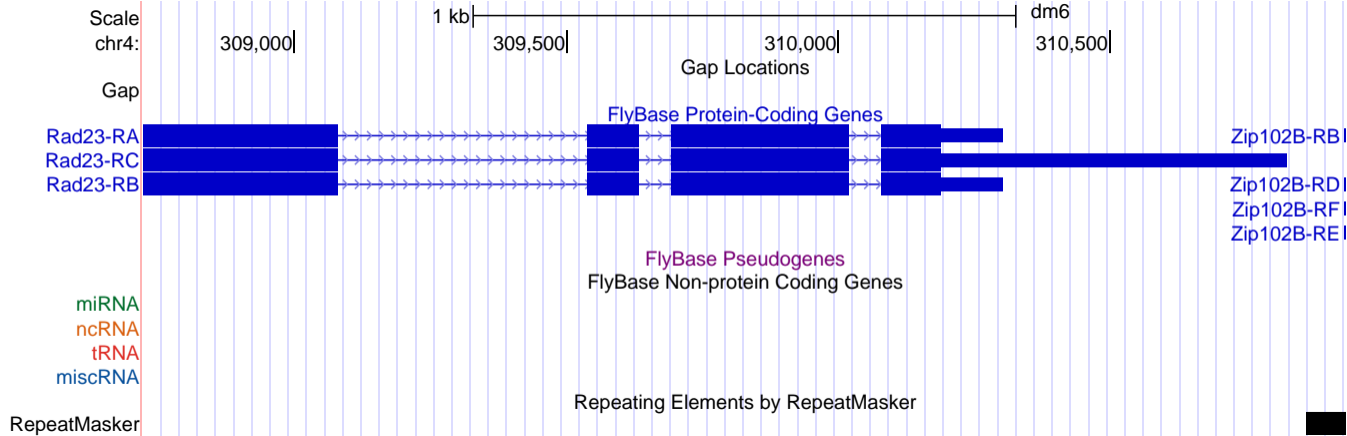 Scale 1 kb dm6
chr4: 309,000 309,500 310,000 310,500
Gap Locations
Gap
FlyBase Protein-Coding Genes
Rad23-RA Zip102B-RB
Rad23-RC
Rad23-RB Zip102B-RD
Zip102B-RF
Zip102B-RE
FlyBase Pseudogenes
FlyBase Non-protein Coding Genes
miRNA
ncRNA
tRNA
miscRNA
Repeating Elements by RepeatMasker
RepeatMasker